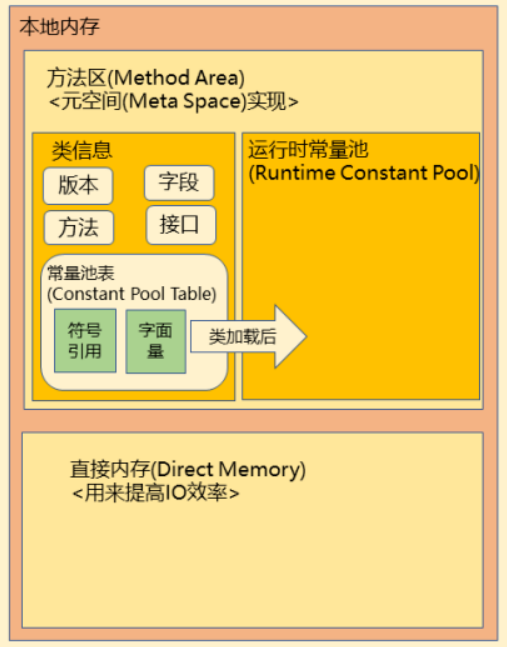 本地内存
方法区(Method Area)
<元空间(Meta Space)实现>
类信息
版本
字段
方法
接口
常量池表
(Constant Pool Table)
符号
引用
字面
量
类加载后
运行时常量池
(Runtime Constant Pool)
直接内存(Direct Memory)
<用来提高IO效率>